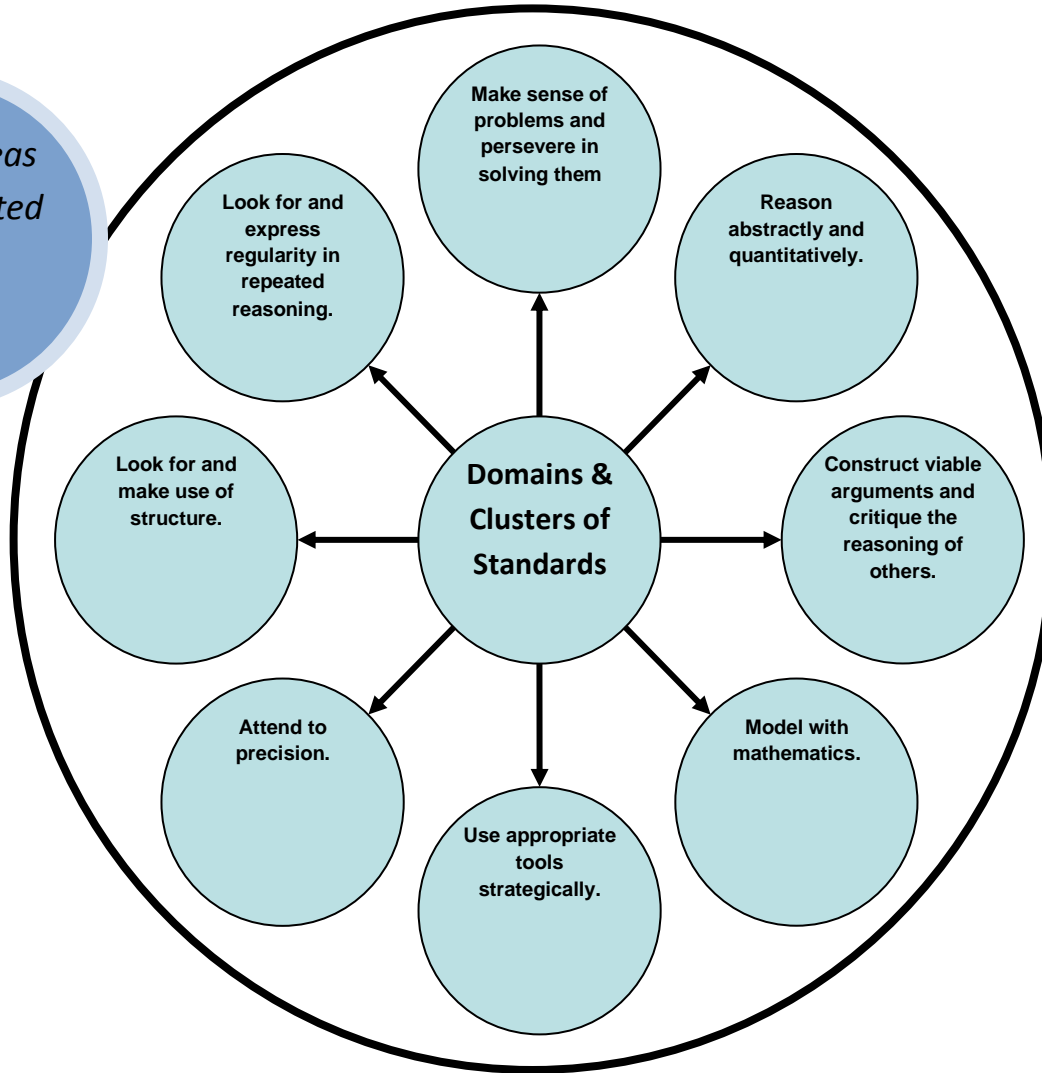 Make sense of
problems and
persevere in
solving them
Reason
abstractly and
quantitatively.
Construct viable
arguments and
critique the
reasoning of
others.
Model with
mathematics.
Use appropriate
tools
strategically.
Attend to
precision.
Look for and
make use of
structure.
Look for and
express
regularity in
repeated
reasoning.
Domains &
Clusters of
Standards